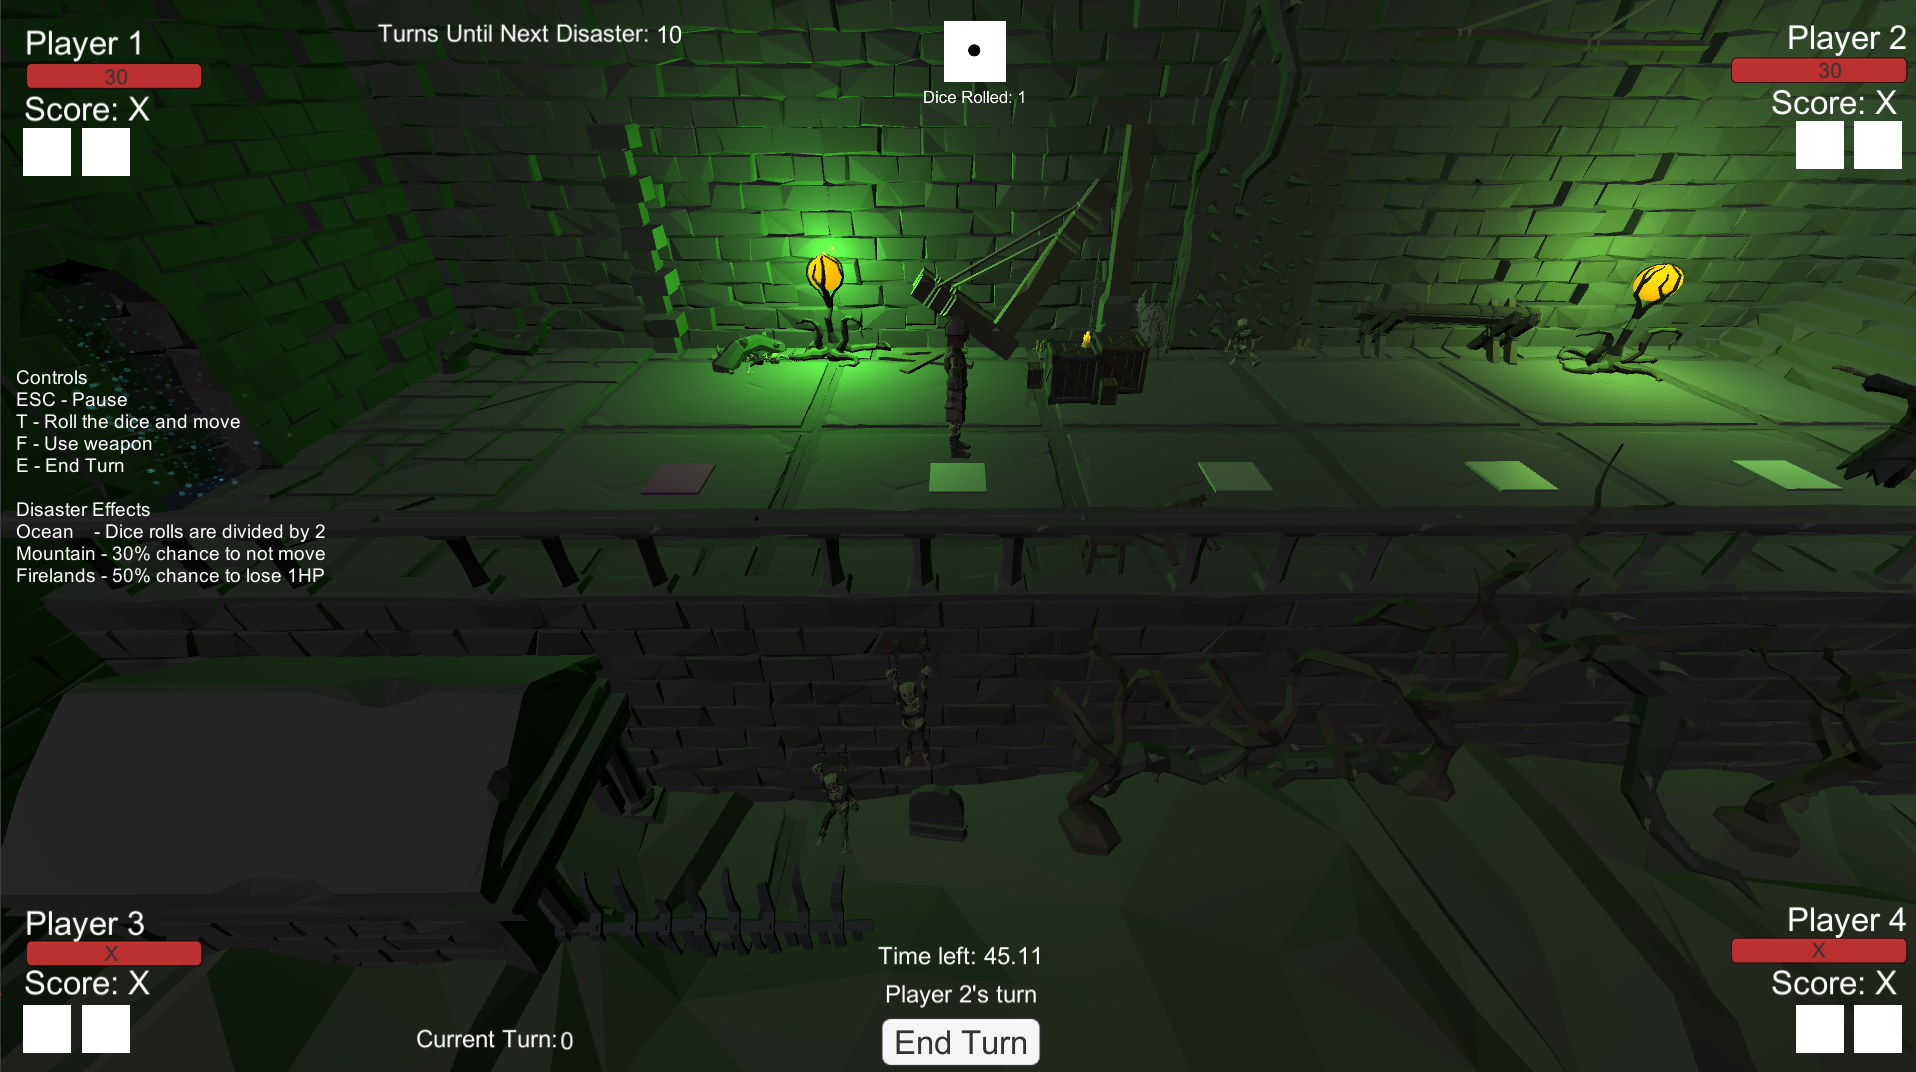 Player 1
30
Score: X
Turns Until Next Disaster: 10
Dice Rolled: 1
Player 2
30
Score: X
Controls
ESC - Pause
T - Roll the dice and move
F - Use weapon
E - End Turn
Disaster Effects
Ocean - Dice rolls are divided by 2
Mountain - 30% chance to not move
Firelands - 50% chance to lose 1HP
Player 3
X
Score: X
Current Turn: 0
Time left: 45.11
Player 2's turn
End Turn
Player 4
X
Score: X